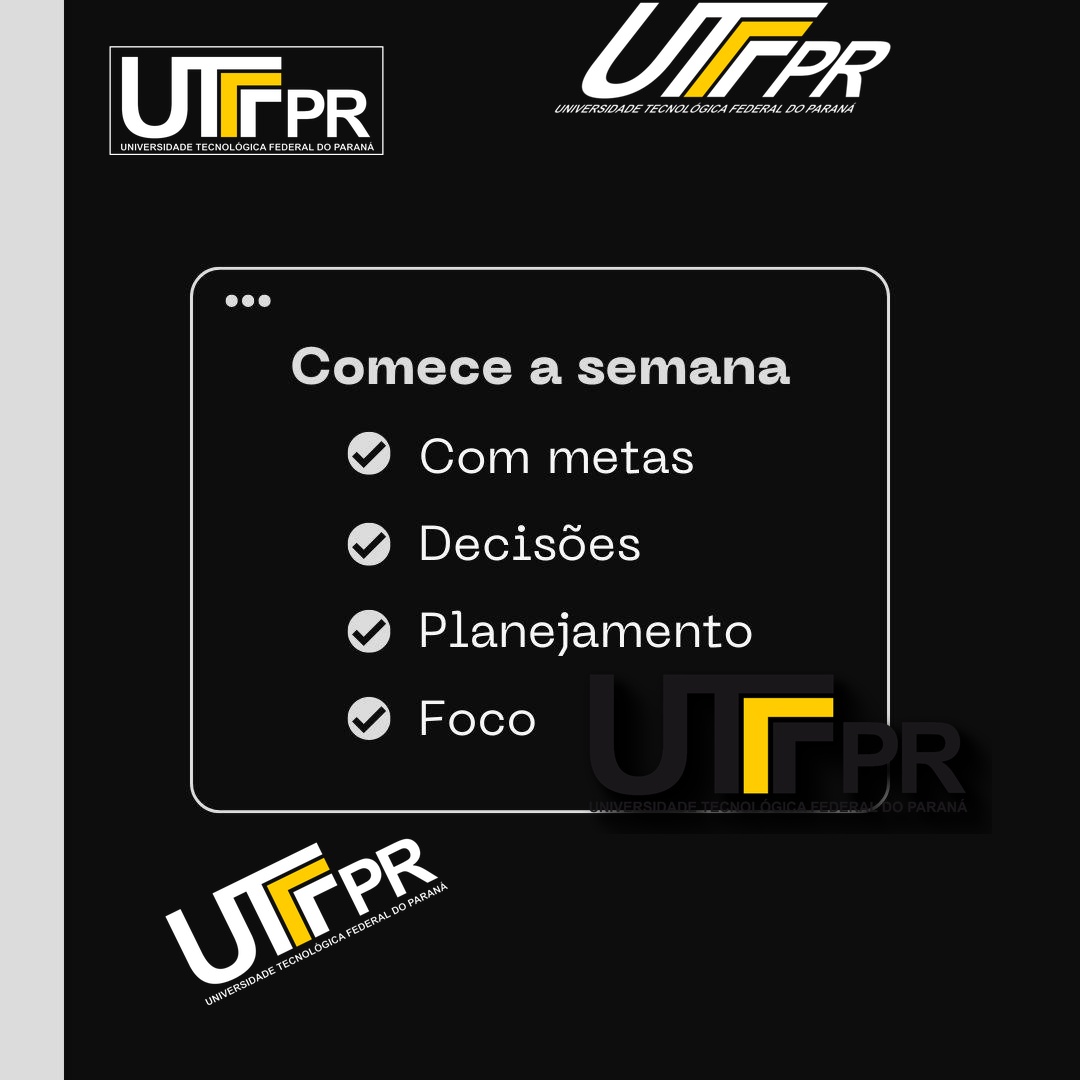 UTFPR
UNIVERSIDADE TECNOLÓGICA FEDERAL DO PARANÁ
UTFPR
UNIVERSIDADE TECNOLÓGICA FEDERAL DO PARANÁ
Comece a semana
Com metas
Decisões
Planejamento
Foco
UTFPR
UNIVERSIDADE TECNOLÓGICA FEDERAL DO PARANÁ
UTFPR
UNIVERSIDADE TECNOLÓGICA FEDERAL DO PARANÁ